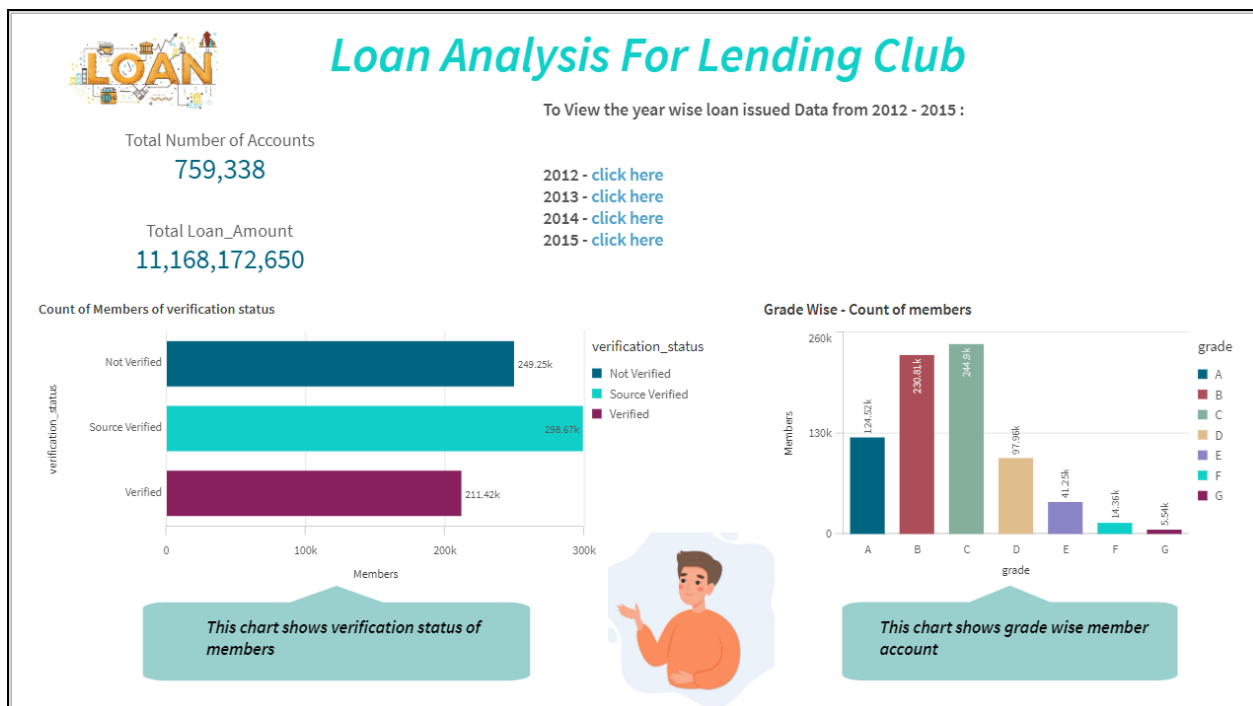 LOAN
Loan Analysis For Lending Club
To View the year wise loan issued Data from 2012 - 2015 :
Total Number of Accounts
759,338
Total Loan_Amount
11,168,172,650
2012 - click here
2013 - click here
2014 - click here
2015 - click here
Count of Members of verification status
verification_status
Not Verified
249.25k
Source Verified
298.67k
Verified
211.42k
0
100k
200k
300k
Members
verification_status
Not Verified
Source Verified
Verified
This chart shows verification status of
members
Grade Wise - Count of members
Members
260k
130k
0
124.52k
230.81k
244.9k
97.96k
41.25k
14.36k
5.54k
A
B
C
D
E
F
G
grade
grade
A
B
C
D
E
F
G
This chart shows grade wise member
account